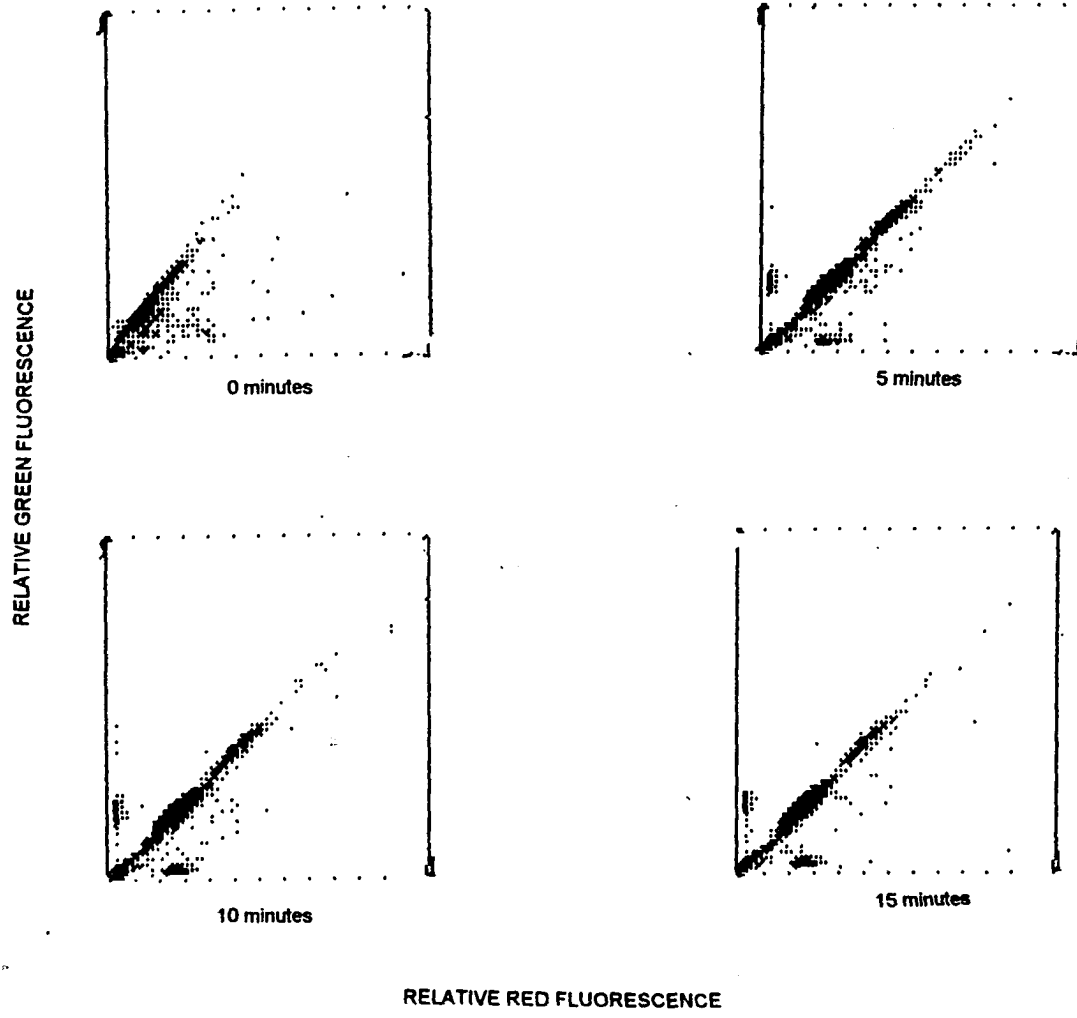 RELATIVE GREEN FLUORESCENCE
0 minutes
5 minutes
10 minutes
15 minutes
RELATIVE RED FLUORESCENCE